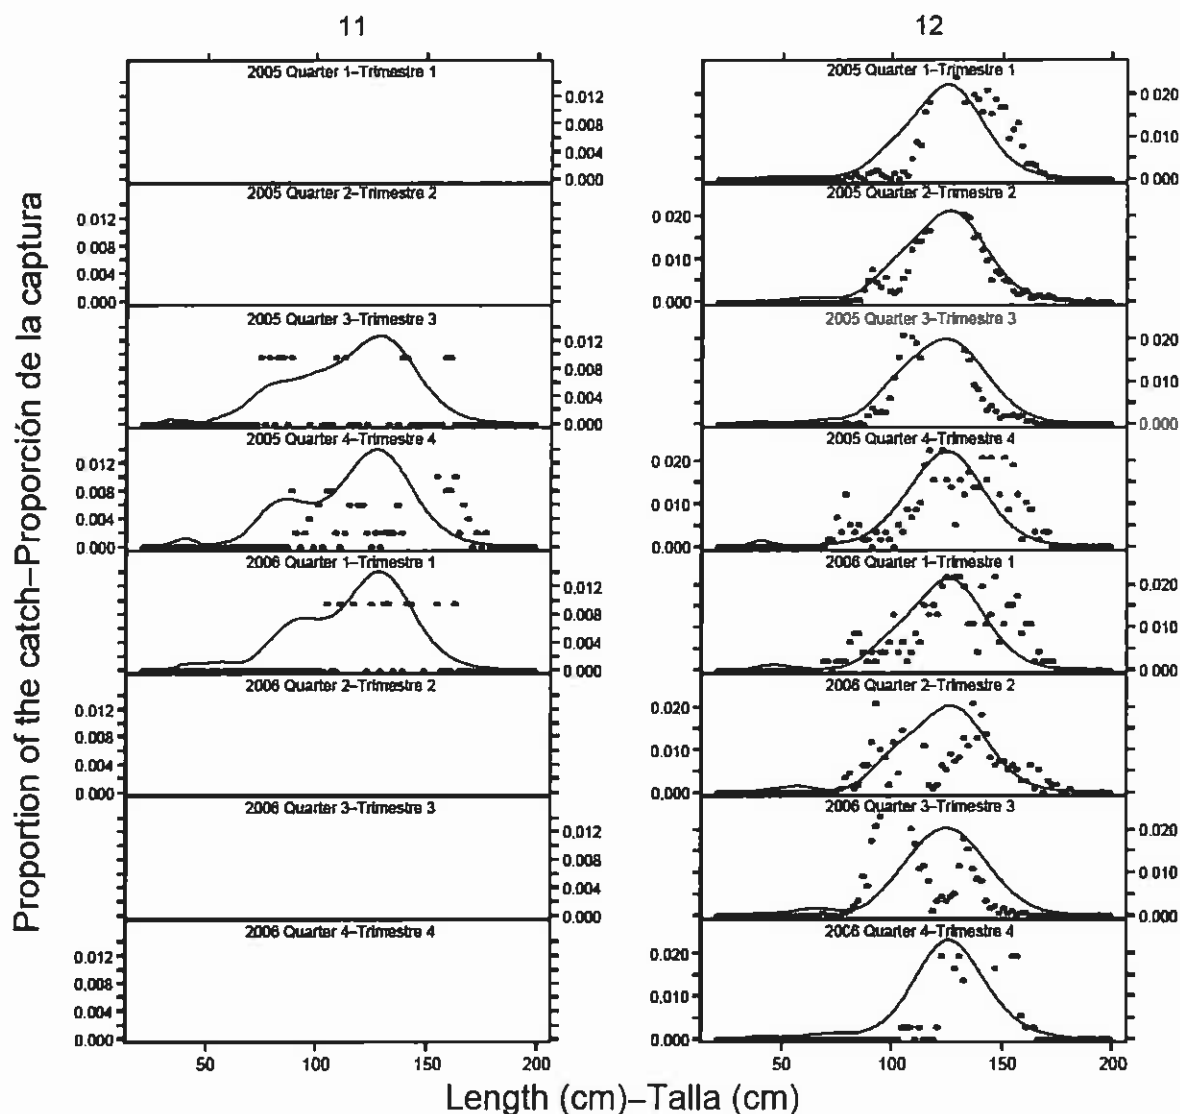 11
12
Proportion of the catch–Proporción de la captura
2005 Quarter 1–Trimestre 1
0.012
0.008
0.004
0.000
2005 Quarter 1–Trimestre 1
0.020
0.010
0.000
2005 Quarter 2–Trimestre 2
0.012
0.008
0.004
0.000
2005 Quarter 2–Trimestre 2
0.020
0.010
0.000
2005 Quarter 3–Trimestre 3
0.012
0.008
0.004
0.000
2005 Quarter 3–Trimestre 3
0.020
0.010
0.000
2005 Quarter 4–Trimestre 4
0.012
0.008
0.004
0.000
2005 Quarter 4–Trimestre 4
0.020
0.010
0.000
2006 Quarter 1–Trimestre 1
0.012
0.008
0.004
0.000
2006 Quarter 1–Trimestre 1
0.020
0.010
0.000
2006 Quarter 2–Trimestre 2
0.012
0.008
0.004
0.000
2006 Quarter 2–Trimestre 2
0.020
0.010
0.000
2006 Quarter 3–Trimestre 3
0.012
0.008
0.004
0.000
2006 Quarter 3–Trimestre 3
0.020
0.010
0.000
2006 Quarter 4–Trimestre 4
0.012
0.008
0.004
0.000
2006 Quarter 4–Trimestre 4
0.020
0.010
0.000
50 100 150 200
50 100 150 200
Length (cm)–Talla (cm)